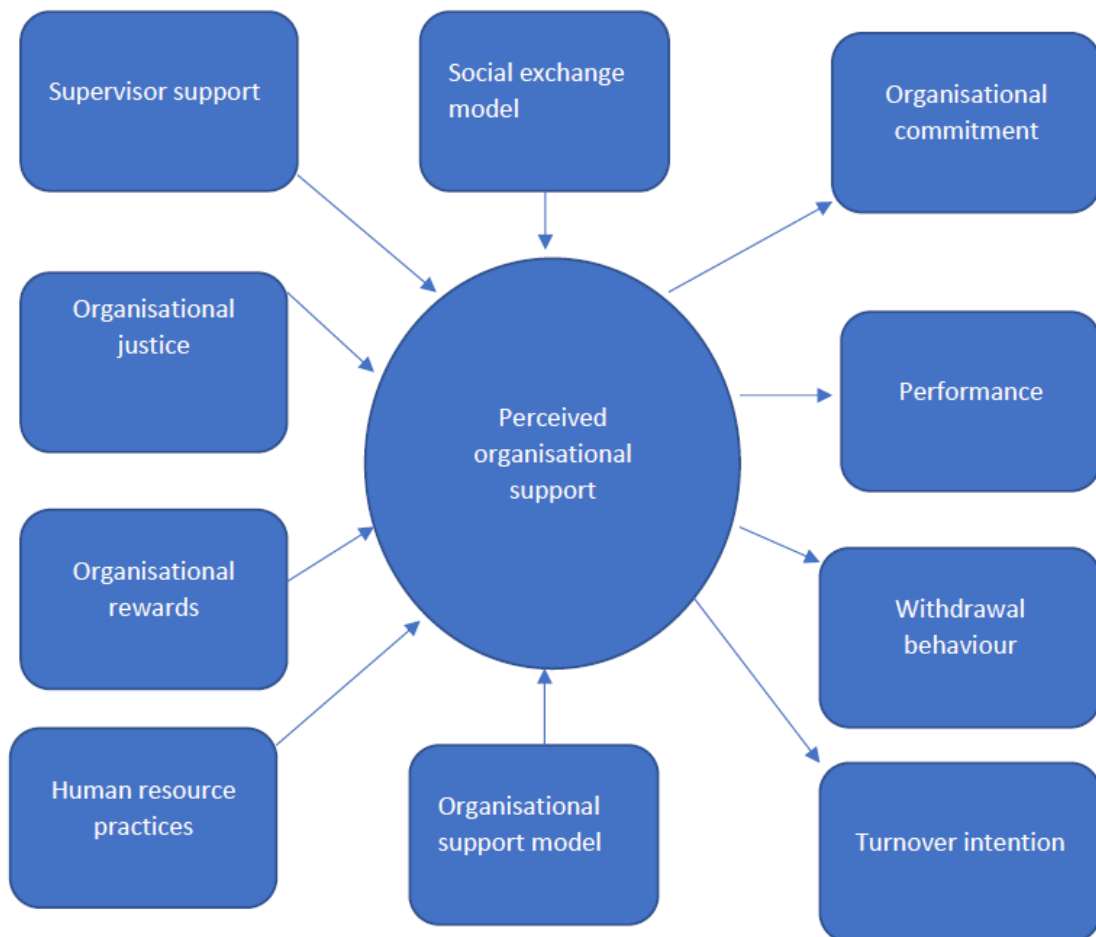 Supervisor support
Social exchange
model
Organisational
commitment
Organisational
justice
Performance
Perceived
organisational
support
Organisational
rewards
Withdrawal
behaviour
Human resource
practices
Organisational
support model
Turnover intention